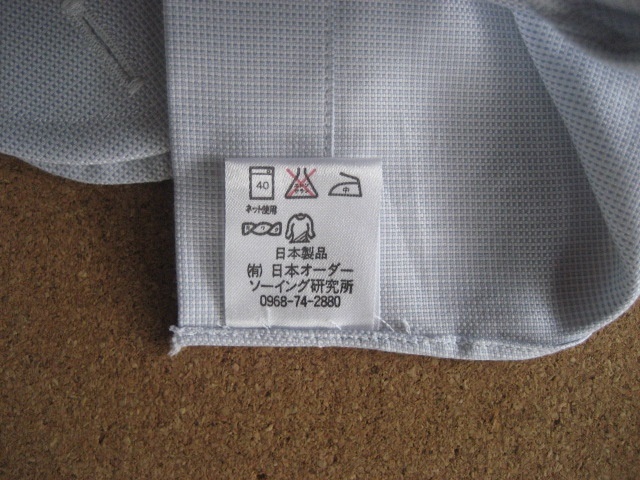 40
中
ネット使用
日本製品
(有) 日本オーダー
ソーイング研究所
0968-74-2880